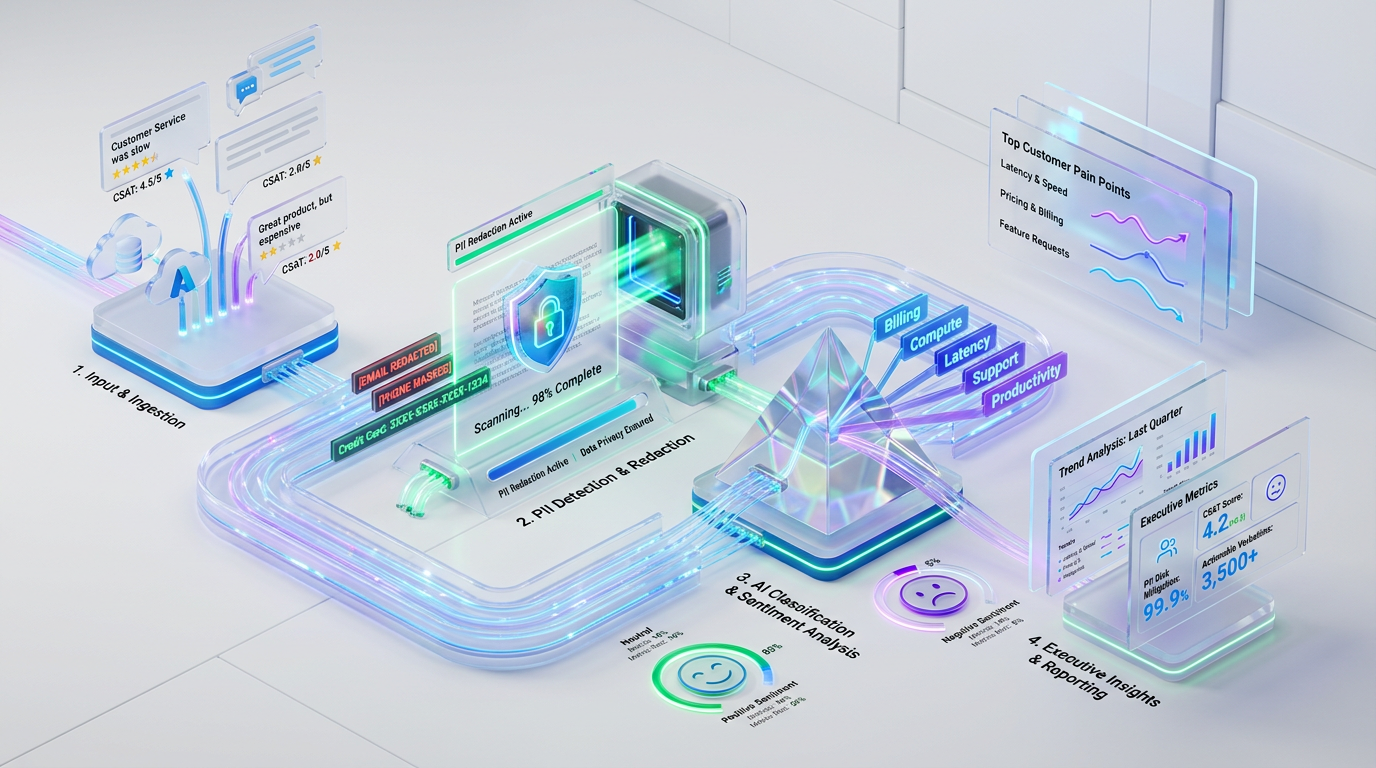 Customer Service
was slow
CSAT: 4.5/5
CSAT: 2.0/5
Great product, but
expensive
CSAT: 2.0/5
A
1. Input & Ingestion
PII Redaction Active
[EMAIL REDACTED]
[PHONE MASKED]
Scanning... 98% Complete
PII Redaction Active
Data Privacy Ensured
2. PII Detection & Redaction
Billing
Compute
Latency
Support
Productivity
3. AI Classification
& Sentiment Analysis
Neutral
Positive Sentiment
Negative Sentiment
Top Customer Pain Points
Latency & Speed
Pricing & Billing
Feature Requests
Trend Analysis: Last Quarter
Executive Metrics
CSAT Score:
4.2
99.9%
3,500+
4. Executive Insights
& Reporting